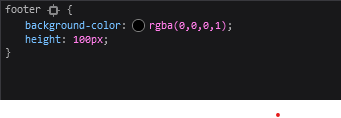 footer {
background-color: rgba(0,0,0,1);
height: 100px;
}